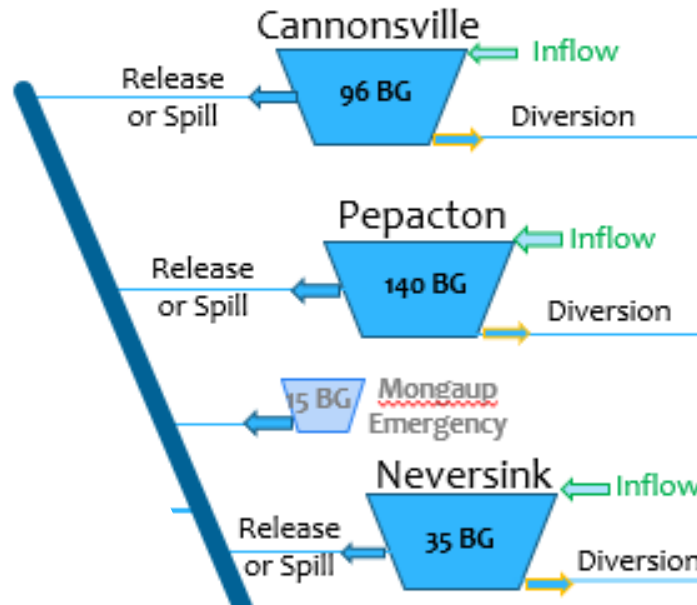 Cannonsville
Inflow
Release
or Spill
96 BG
Diversion
Pepacton
Inflow
Release
or Spill
140 BG
Diversion
15 BG
Mongaup
Emergency
Neversink
Inflow
Release
or Spill
35 BG
Diversion